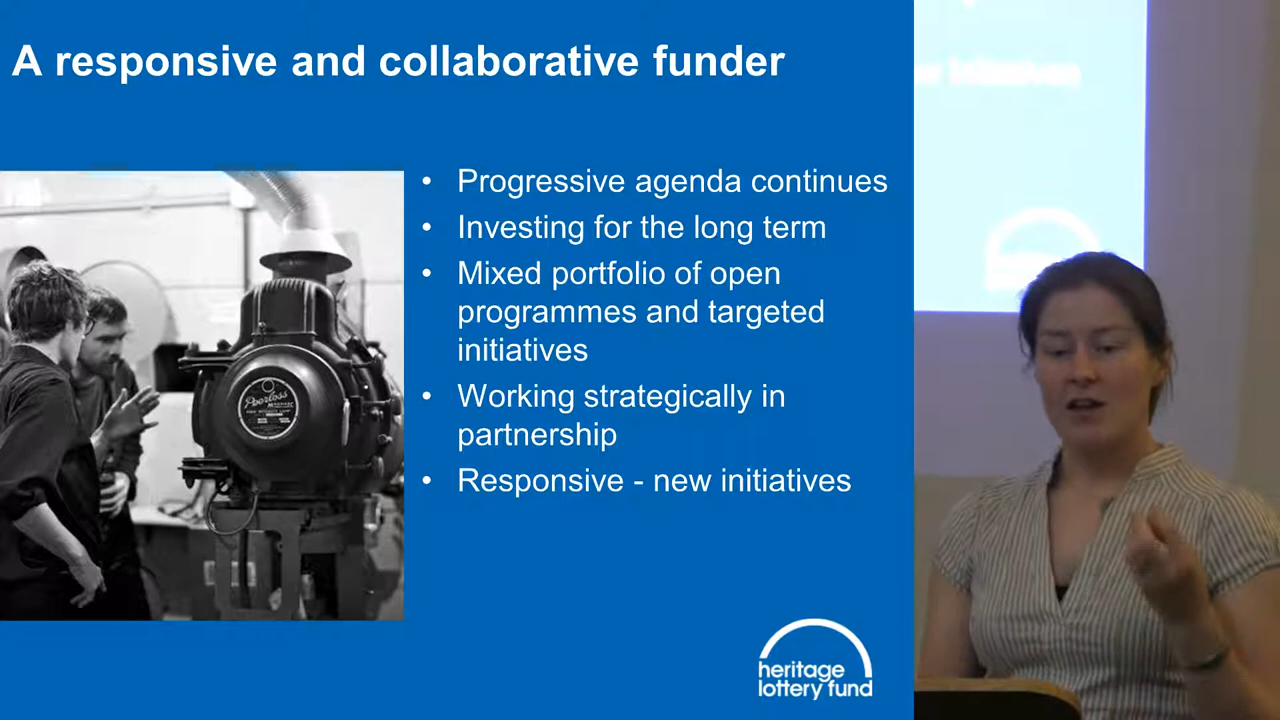 A responsive and collaborative funder
• Progressive agenda continues
• Investing for the long term
• Mixed portfolio of open
programmes and targeted
initiatives
• Working strategically in
partnership
• Responsive - new initiatives
Peerless
heritage
lottery fund